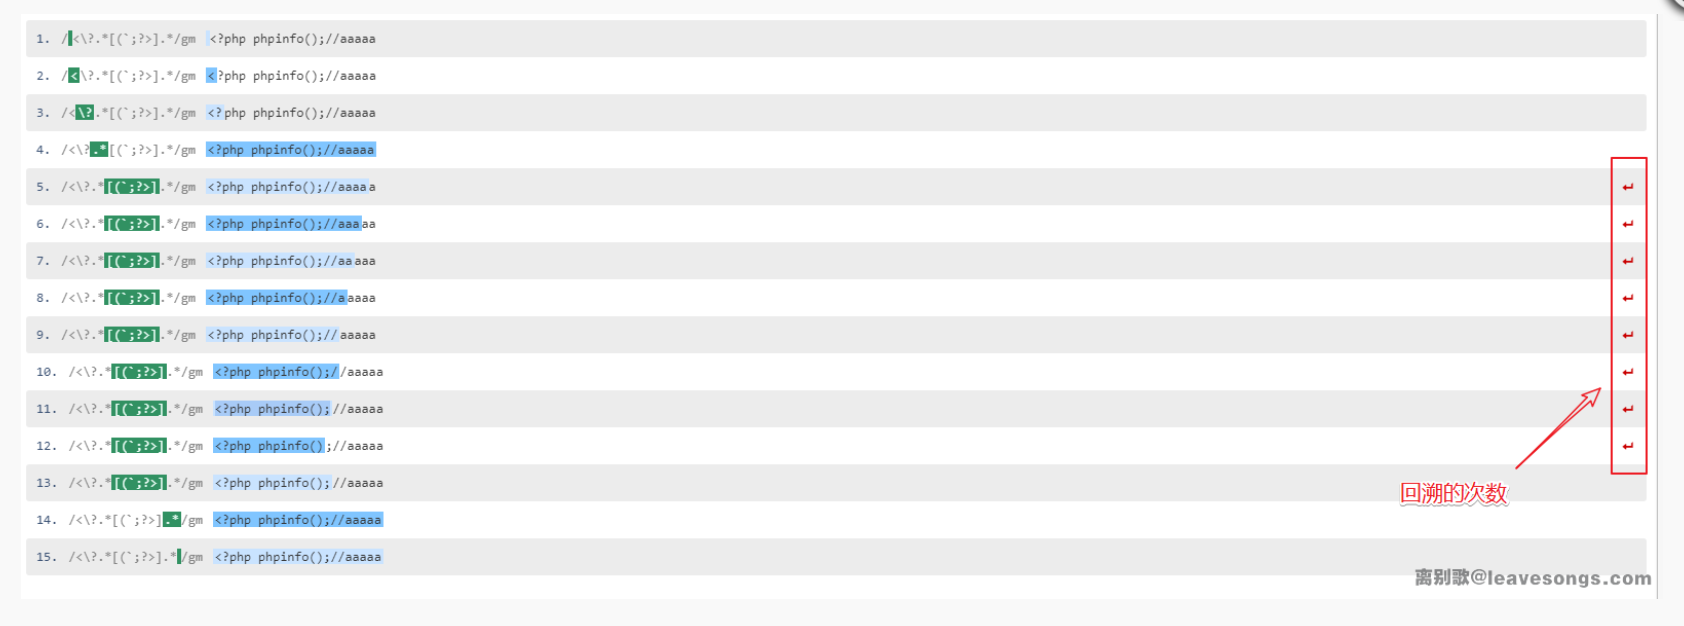 1. /<\?.*[(`;?>].*/gm <?php phpinfo();//aaaaa
2. /<\?.*[(`;?>].*/gm <?php phpinfo();//aaaaa
3. /<\?.*[(`;?>].*/gm <?php phpinfo();//aaaaa
4. /<\?.*[(`;?>].*/gm <?php phpinfo();//aaaaa
5. /<\?.*[(`;?>].*/gm <?php phpinfo();//aaaaa
6. /<\?.*[(`;?>].*/gm <?php phpinfo();//aaaaa
7. /<\?.*[(`;?>].*/gm <?php phpinfo();//aaaaa
8. /<\?.*[(`;?>].*/gm <?php phpinfo();//aaaaa
9. /<\?.*[(`;?>].*/gm <?php phpinfo();//aaaaa
10. /<\?.*[(`;?>].*/gm <?php phpinfo();//aaaaa
11. /<\?.*[(`;?>].*/gm <?php phpinfo();//aaaaa
12. /<\?.*[(`;?>].*/gm <?php phpinfo();//aaaaa
13. /<\?.*[(`;?>].*/gm <?php phpinfo();//aaaaa
回溯的次数
14. /<\?.*[(`;?>].*/gm <?php phpinfo();//aaaaa
15. /<\?.*[(`;?>].*/gm <?php phpinfo();//aaaaa
离别歌@leavesongs.com